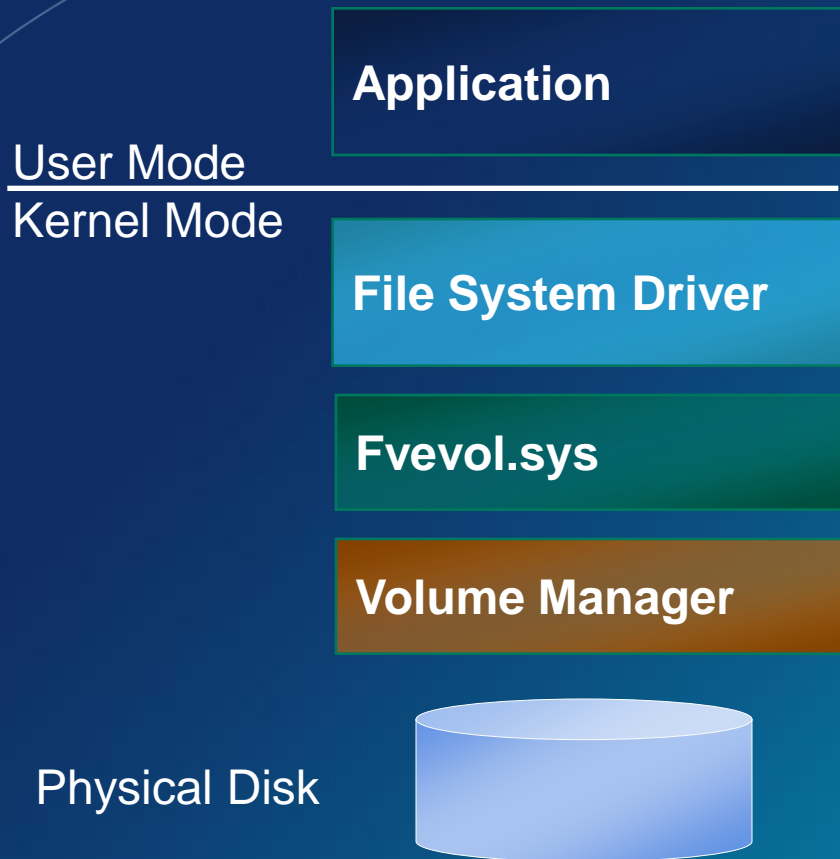 Application
User Mode
Kernel Mode
File System Driver
Fvevol.sys
Volume Manager
Physical Disk